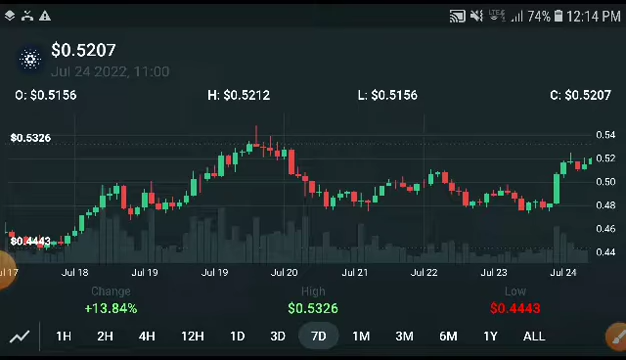 74% 12:14 PM
$0.5207
Jul 24 2022, 11:00
O: $0.5156 H: $0.5212 L: $0.5156 C: $0.5207
0.54
$0.5326
0.52
0.50
0.48
0.46
$0.4443
0.44
ul 17 Jul 18 Jul 19 Jul 19 Jul 20 Jul 21 Jul 22 Jul 23 Jul 24
Change High Low
+13.84% $0.5326 $0.4443
1H 2H 4H 12H 1D 3D 7D 1M 3M 6M 1Y ALL